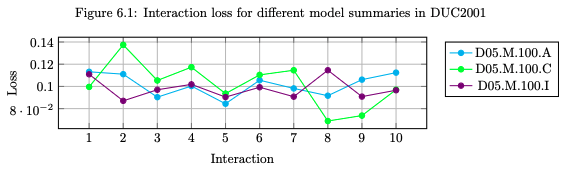 Figure 6.1: Interaction loss for different model summaries in DUC2001
0.14
0.12
0.1
8 · 10⁻²
Loss
1 2 3 4 5 6 7 8 9 10
Interaction
D05.M.100.A
D05.M.100.C
D05.M.100.I